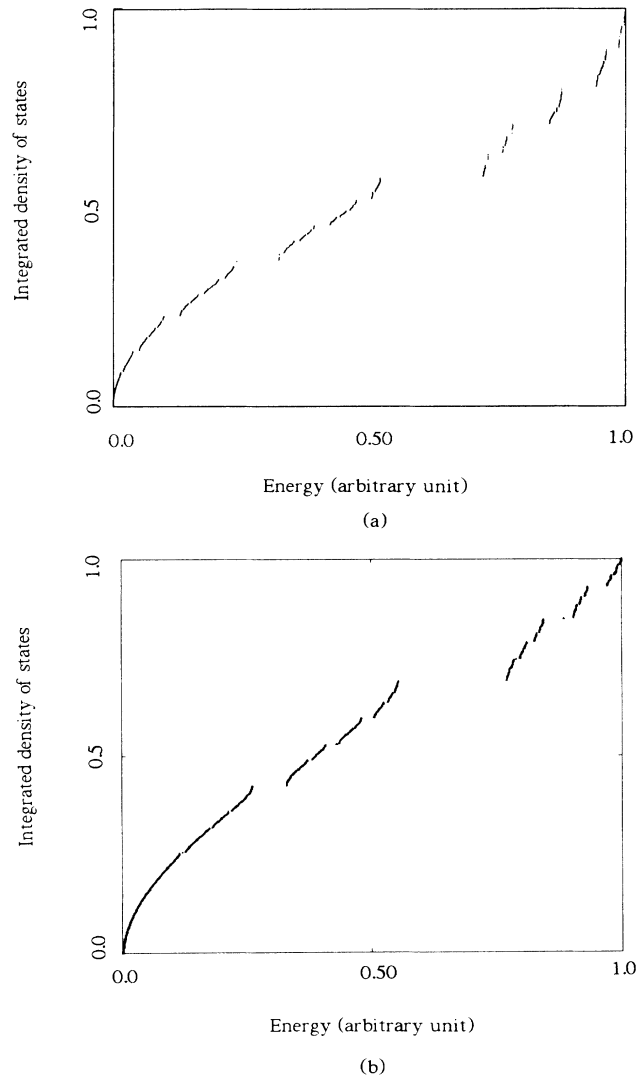 1.0
Integrated density of states
0.5
0.0
0.0 0.50 1.0
Energy (arbitrary unit)
(a)
1.0
Integrated density of states
0.5
0.0
0.0 0.50 1.0
Energy (arbitrary unit)
(b)